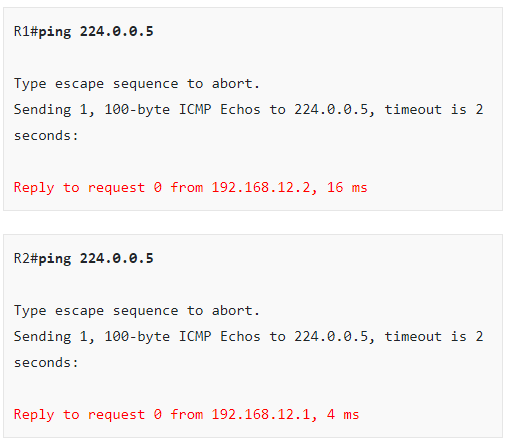 R1#ping 224.0.0.5
Type escape sequence to abort.
Sending 1, 100-byte ICMP Echos to 224.0.0.5, timeout is 2
seconds:
Reply to request 0 from 192.168.12.2, 16 ms
R2#ping 224.0.0.5
Type escape sequence to abort.
Sending 1, 100-byte ICMP Echos to 224.0.0.5, timeout is 2
seconds:
Reply to request 0 from 192.168.12.1, 4 ms